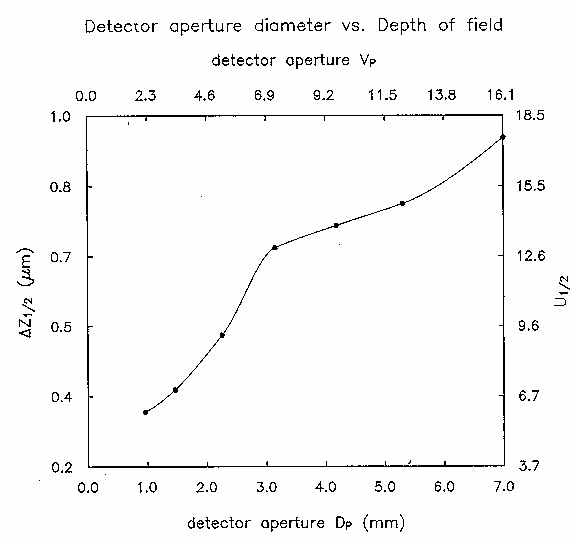 Detector aperture diameter vs. Depth of field
detector aperture Vp
0.0 2.3 4.6 6.9 9.2 11.5 13.8 16.1
1.0 18.5
0.8 15.5
0.7 12.6
ΔZ1/2 (μm)
U1/2
0.5 9.6
0.4 6.7
0.2 3.7
0.0 1.0 2.0 3.0 4.0 5.0 6.0 7.0
detector aperture Dp (mm)